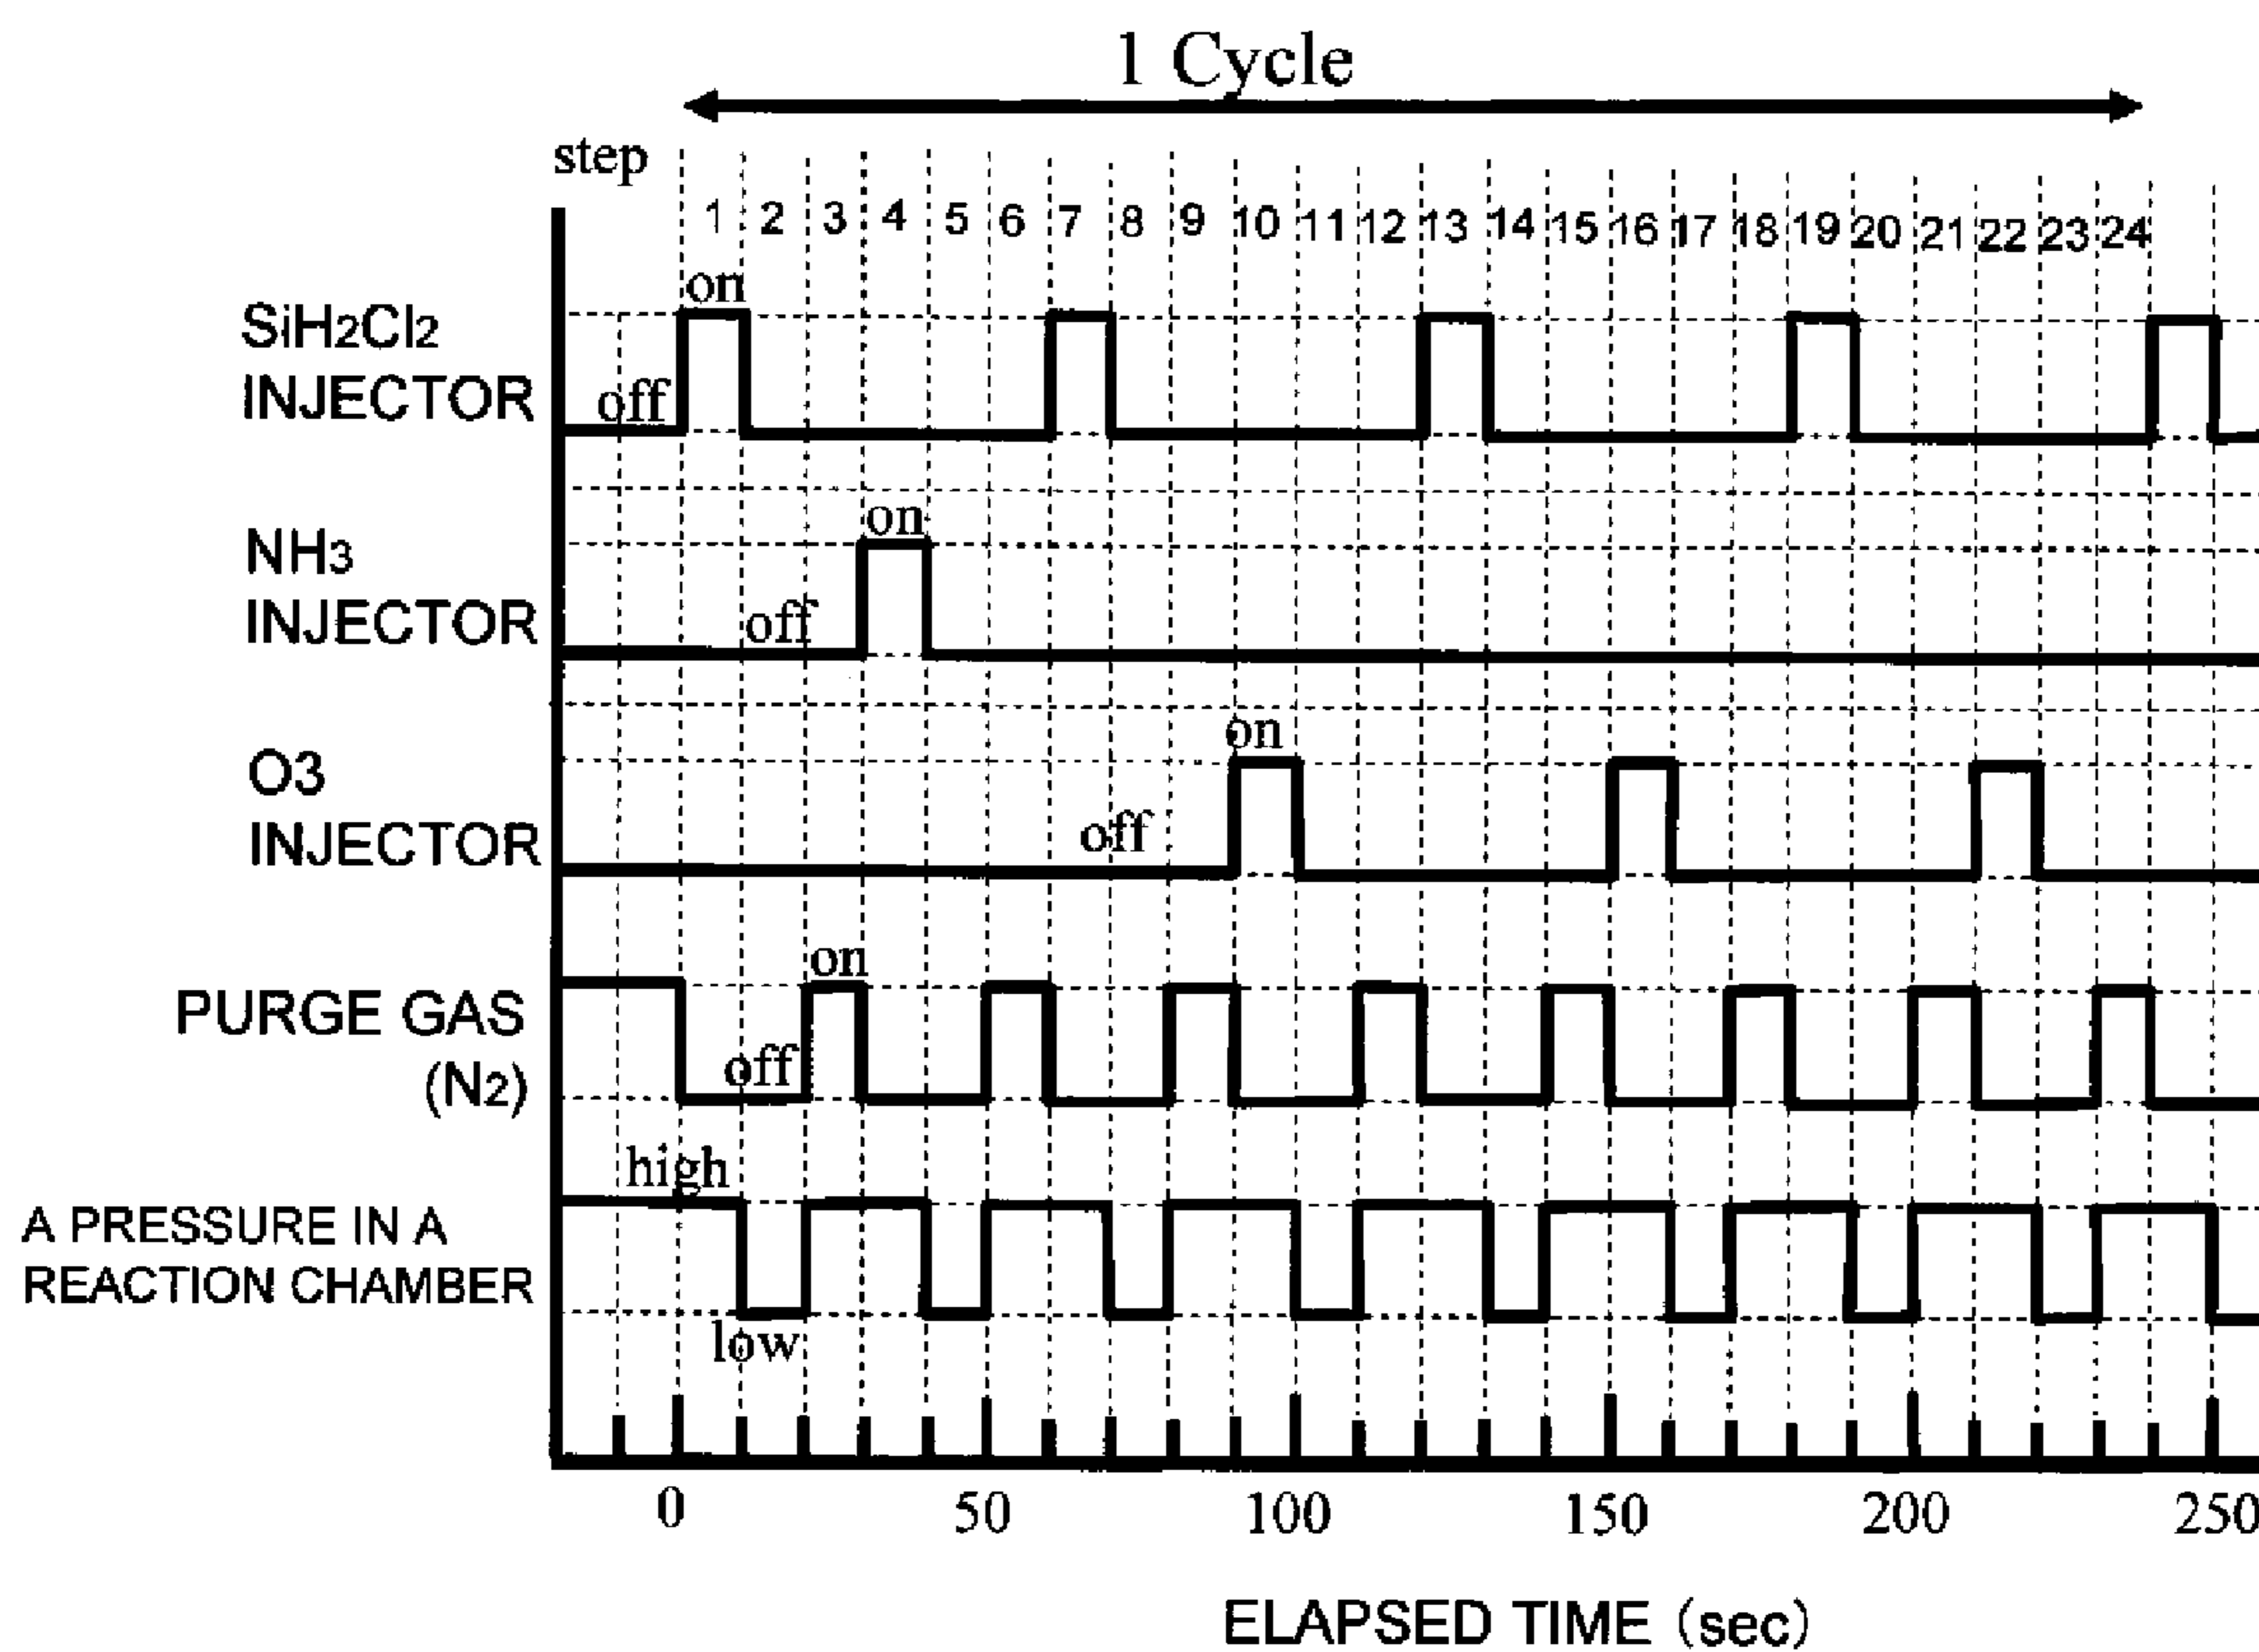 1 Cycle
step
1 2 3 4 5 6 7 8 9 10 11 12 13 14 15 16 17 18 19 20 21 22 23 24
on
SiH2Cl2
INJECTOR
off
on
NH3
INJECTOR
off
on
O3
INJECTOR
off
on
PURGE GAS
(N2)
off
high
A PRESSURE IN A
REACTION CHAMBER
low
0 50 100 150 200 250
ELAPSED TIME (sec)